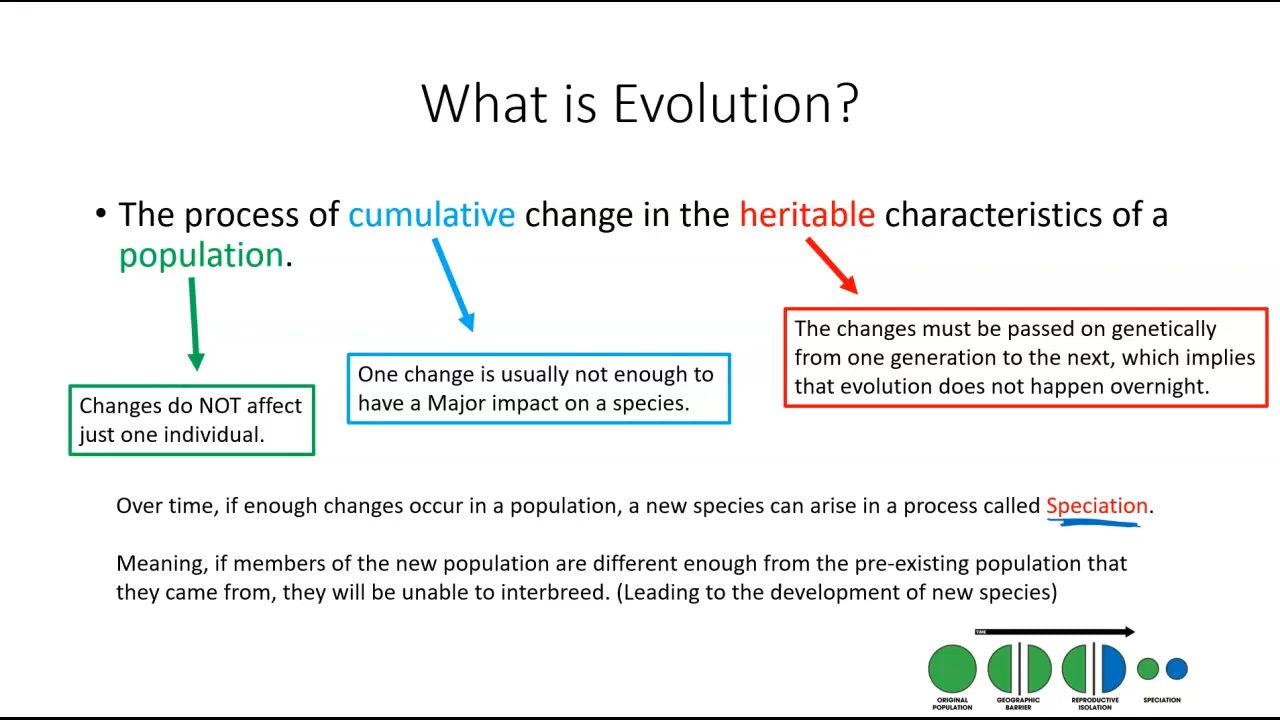 What is Evolution?
• The process of cumulative change in the heritable characteristics of a
population.
The changes must be passed on genetically
from one generation to the next, which implies
that evolution does not happen overnight.
One change is usually not enough to
have a Major impact on a species.
Changes do NOT affect
just one individual.
Over time, if enough changes occur in a population, a new species can arise in a process called Speciation.
Meaning, if members of the new population are different enough from the pre-existing population that
they came from, they will be unable to interbreed. (Leading to the development of new species)
TIME
ORIGINAL
POPULATION
GEOGRAPHIC
BARRIER
REPRODUCTIVE
ISOLATION
SPECIATION